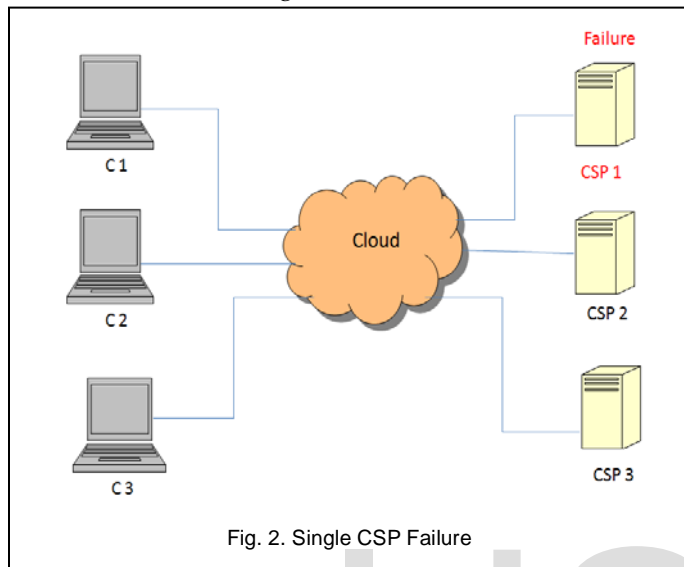 Failure
C 1
CSP 1
Cloud
C 2
CSP 2
C 3
CSP 3
Fig. 2. Single CSP Failure